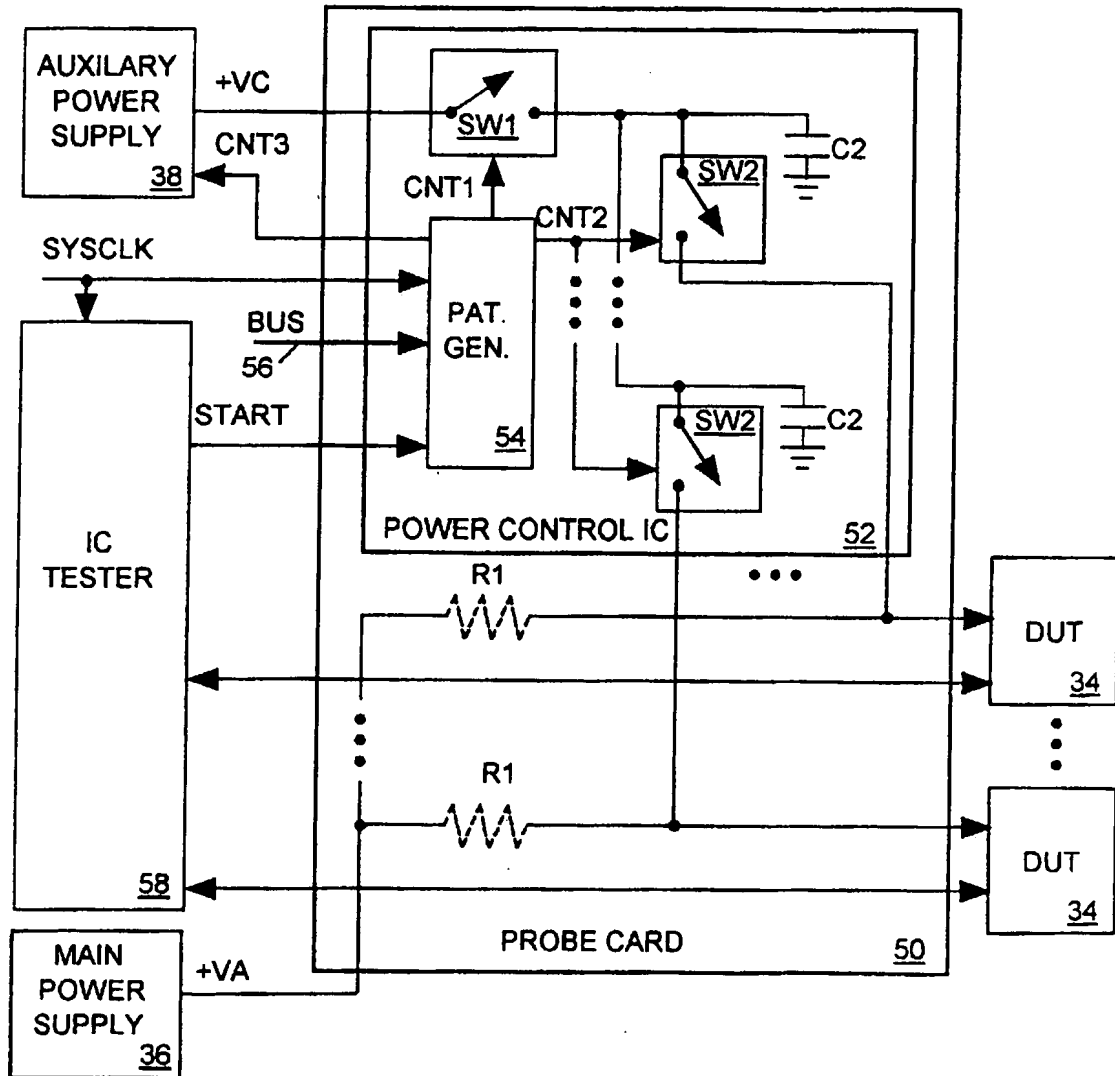 AUXILARY
POWER
SUPPLY
38
+VC
CNT3
SW1
CNT1
C2
SW2
CNT2
SYSCLK
BUS
56
PAT.
GEN.
54
START
SW2
C2
IC
TESTER
58
POWER CONTROL IC
52
R1
DUT
34
R1
DUT
34
PROBE CARD
50
MAIN
POWER
SUPPLY
36
+VA